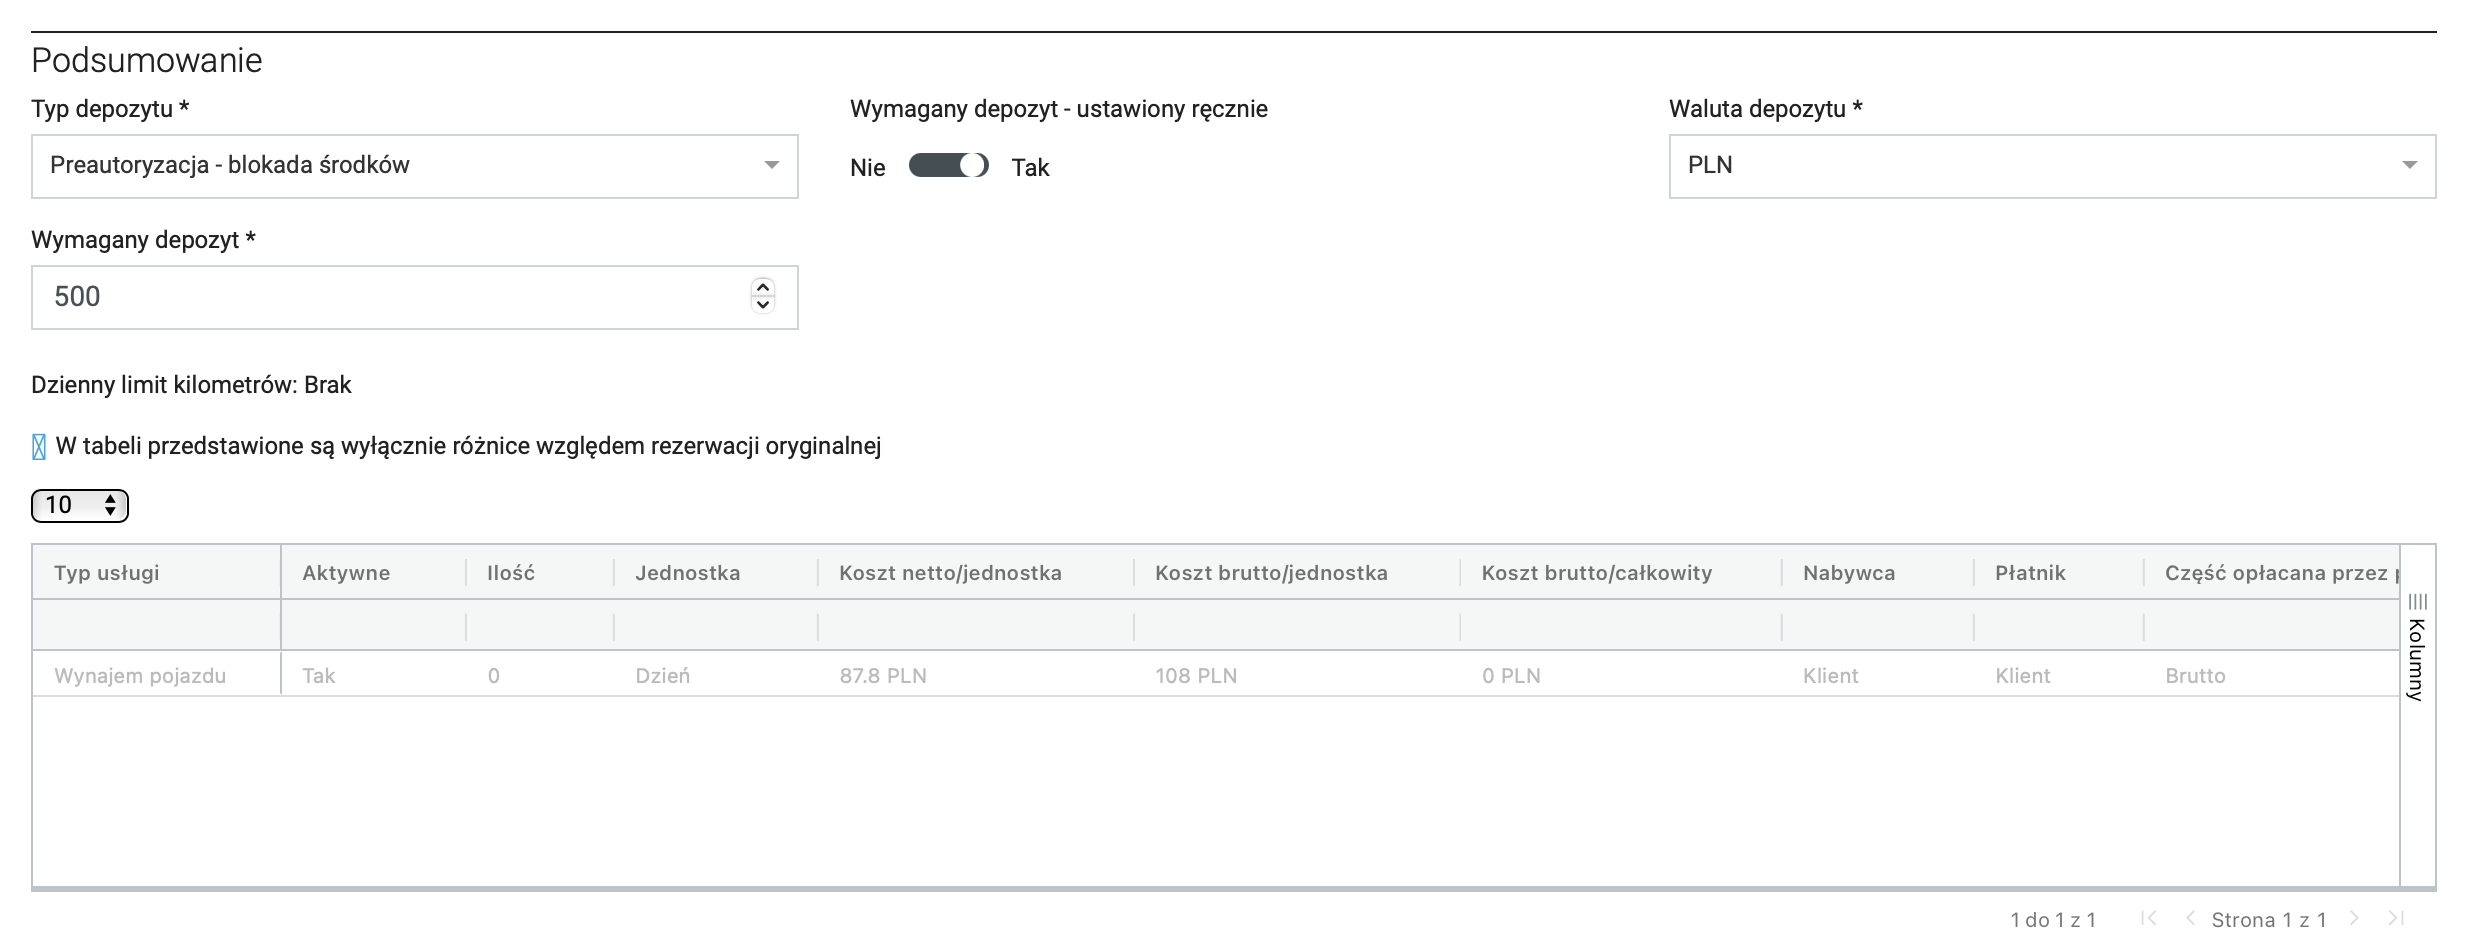 Podsumowanie
Typ depozytu * Wymagany depozyt - ustawiony ręcznie Waluta depozytu *
Preautoryzacja - blokada środków Nie Tak PLN
Wymagany depozyt *
500
Dzienny limit kilometrów: Brak
W tabeli przedstawione są wyłącznie różnice względem rezerwacji oryginalnej
10
Typ usługi Aktywne Ilość Jednostka Koszt netto/jednostka Koszt brutto/jednostka Koszt brutto/całkowity Nabywca Płatnik Część opłacana przez
Kolumny
Wynajem pojazdu Tak 0 Dzień 87.8 PLN 108 PLN 0 PLN Klient Klient Brutto
1 do 1 z 1 Strona 1 z 1